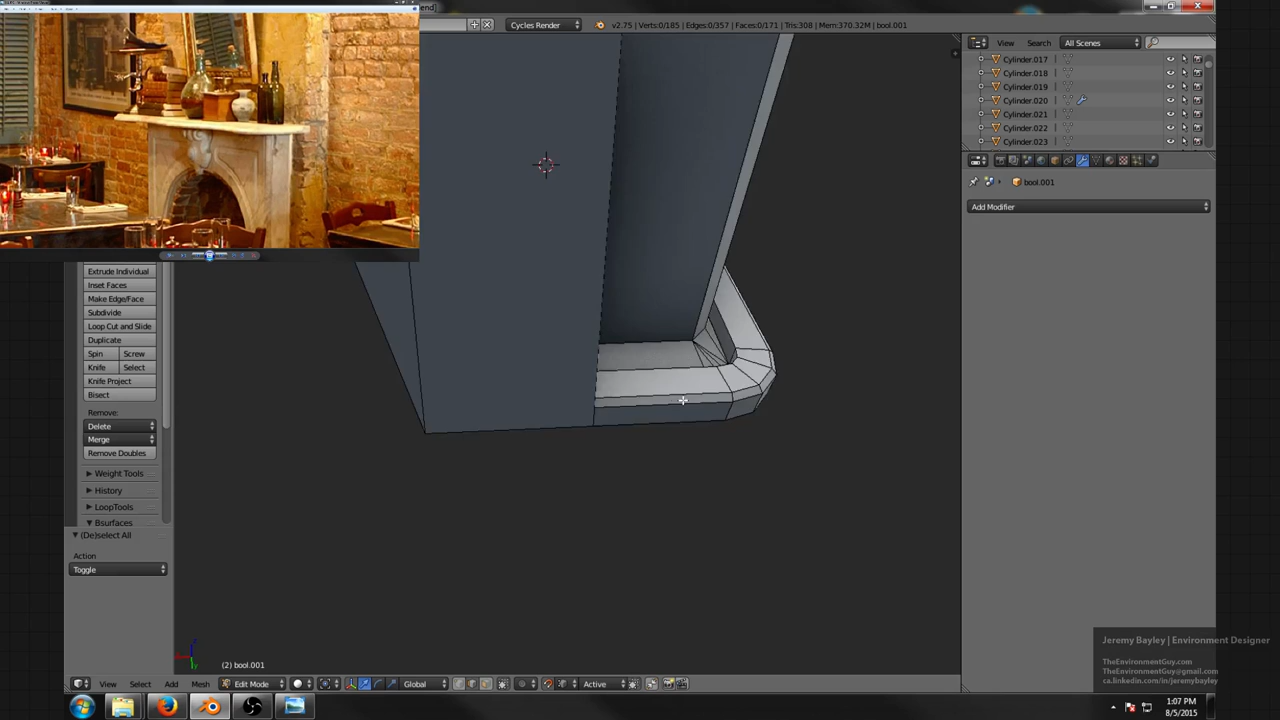 end]
Cycles Render
v2.75 | Verts:0/185 | Edges:0/357 | Faces:0/171 | Tris:308 | Mem:370.32M | bool.001
View
Search
All Scenes
Cylinder.017
Cylinder.018
Cylinder.019
Cylinder.020
Cylinder.021
Cylinder.022
Cylinder.023
bool.001
Add Modifier
Extrude Individual
Inset Faces
Make Edge/Face
Subdivide
Loop Cut and Slide
Duplicate
Spin
Screw
Knife
Select
Knife Project
Bisect
Remove:
Delete
Merge
Remove Doubles
Weight Tools
History
LoopTools
Bsurfaces
(De)select All
Action
Toggle
(2) bool.001
View
Select
Add
Mesh
Edit Mode
Global
Active
Jeremy Bayley | Environment Designer
TheEnvironmentGuy.com
TheEnvironmentGuy@gmail.com
ca.linkedin.com/in/jeremybayley
1:07 PM
8/5/2015